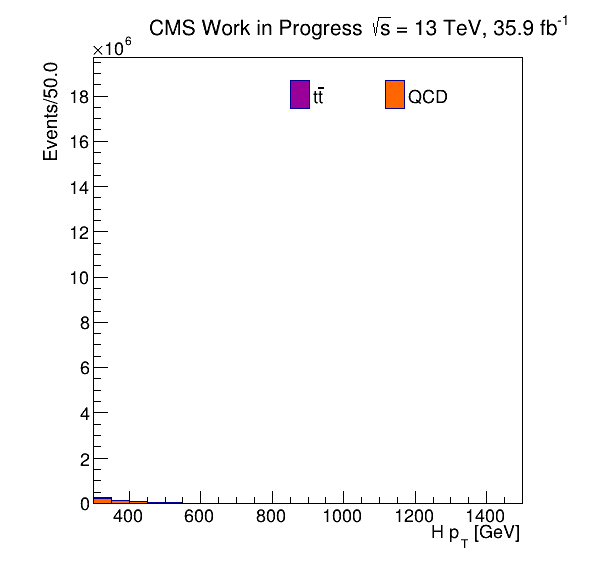 CMS Work in Progress √s = 13 TeV, 35.9 fb⁻¹
×10⁶
Events/50.0
tt̄
QCD
18
16
14
12
10
8
6
4
2
0
400 600 800 1000 1200 1400
H p_T [GeV]